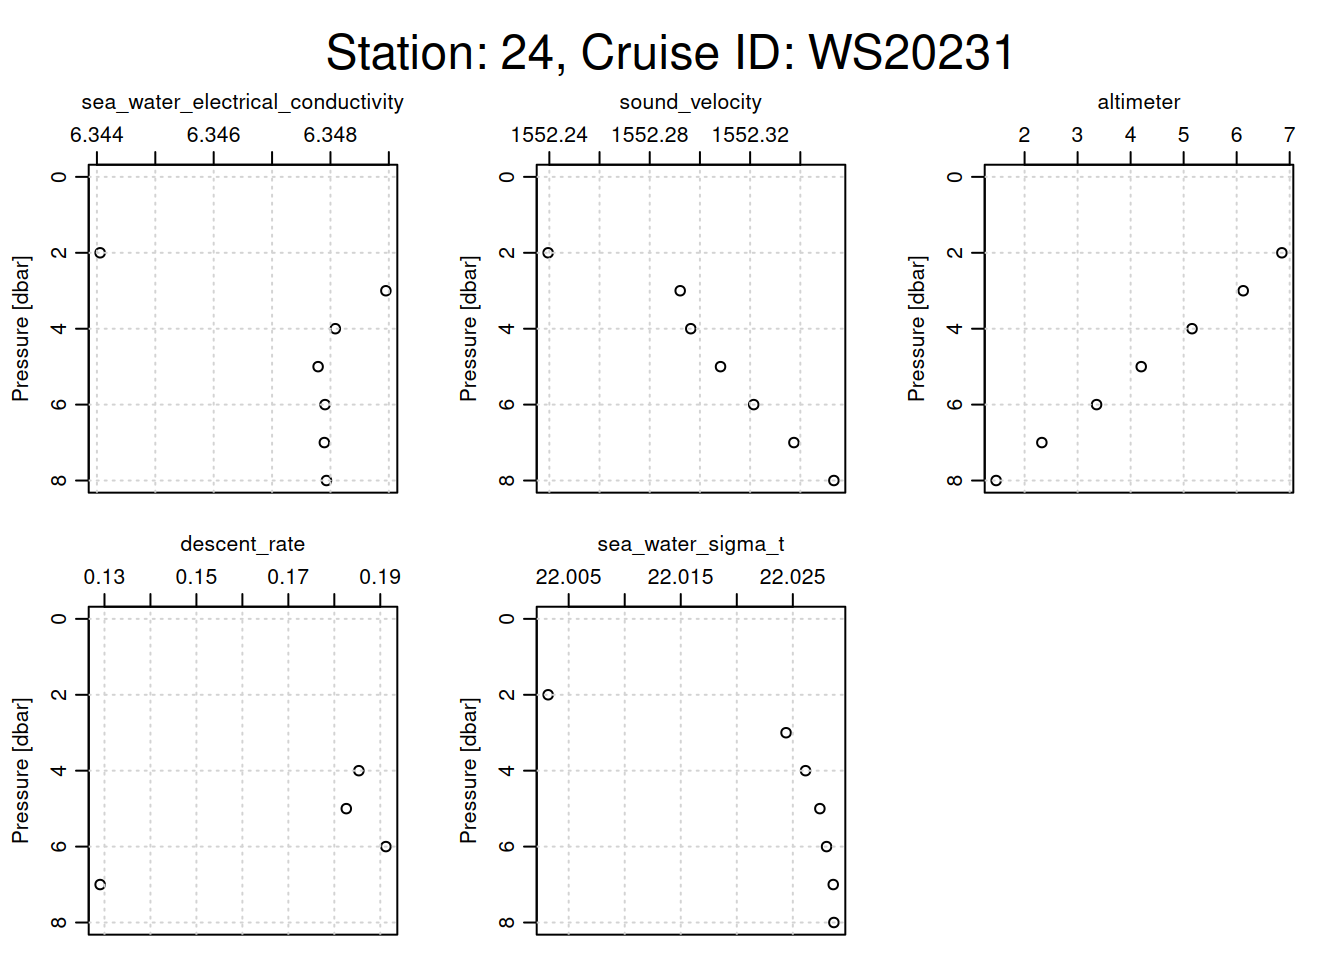 Station: 24, Cruise ID: WS20231
sea_water_electrical_conductivity
6.344 6.346 6.348
Pressure [dbar]
0
2
4
6
8
sound_velocity
1552.24 1552.28 1552.32
Pressure [dbar]
0
2
4
6
8
altimeter
2 3 4 5 6 7
Pressure [dbar]
0
2
4
6
8
descent_rate
0.13 0.15 0.17 0.19
Pressure [dbar]
0
2
4
6
8
sea_water_sigma_t
22.005 22.015 22.025
Pressure [dbar]
0
2
4
6
8